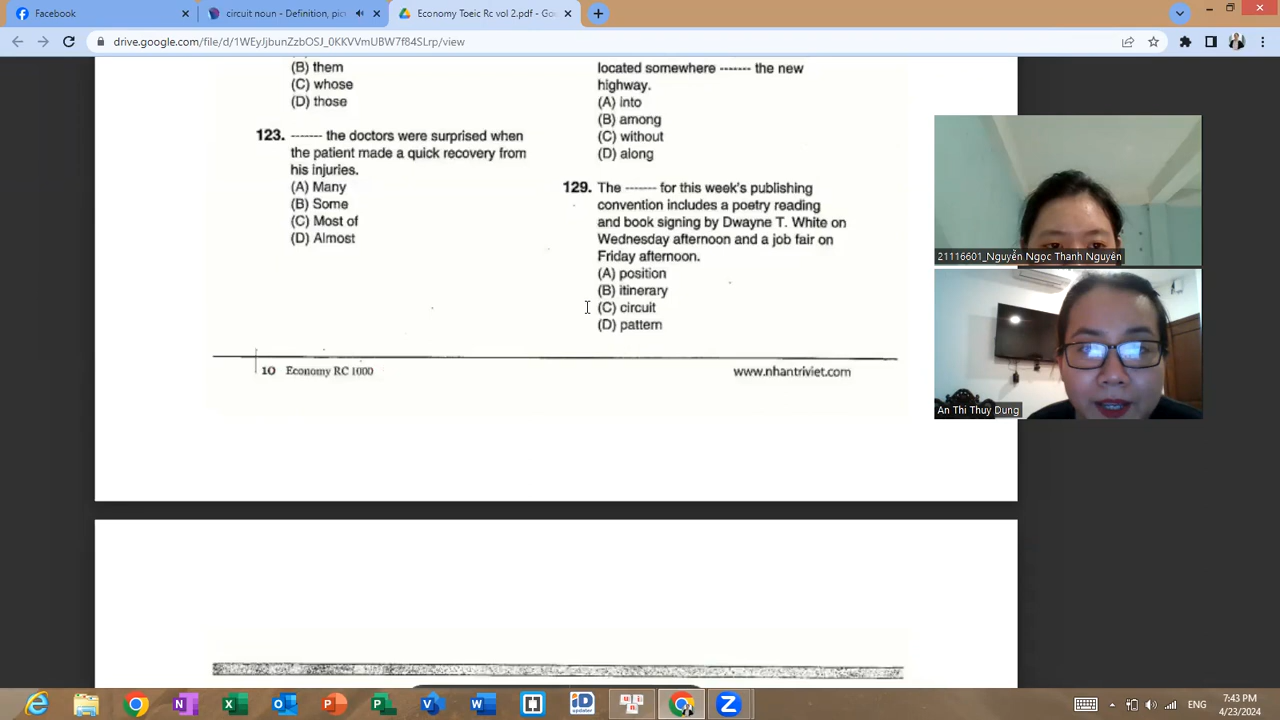 Facebook
circuit noun - Definition, pic
Economy Toeic Rc vol 2.pdf - Goo
drive.google.com/file/d/1WEyJjbunZzbOSJ_0KKVVmUBW7f84SLrp/view
(B) them
(C) whose
(D) those
123. ------- the doctors were surprised when
the patient made a quick recovery from
his injuries.
(A) Many
(B) Some
(C) Most of
(D) Almost
located somewhere ------- the new
highway.
(A) into
(B) among
(C) without
(D) along
129. The ------- for this week's publishing
convention includes a poetry reading
and book signing by Dwayne T. White on
Wednesday afternoon and a job fair on
Friday afternoon.
(A) position
(B) itinerary
(C) circuit
(D) pattern
10 Economy RC 1000
www.nhantriviet.com
21116601_Nguyễn Ngọc Thanh Nguyên
An Thi Thuy Dung
ENG
7:43 PM
4/23/2024